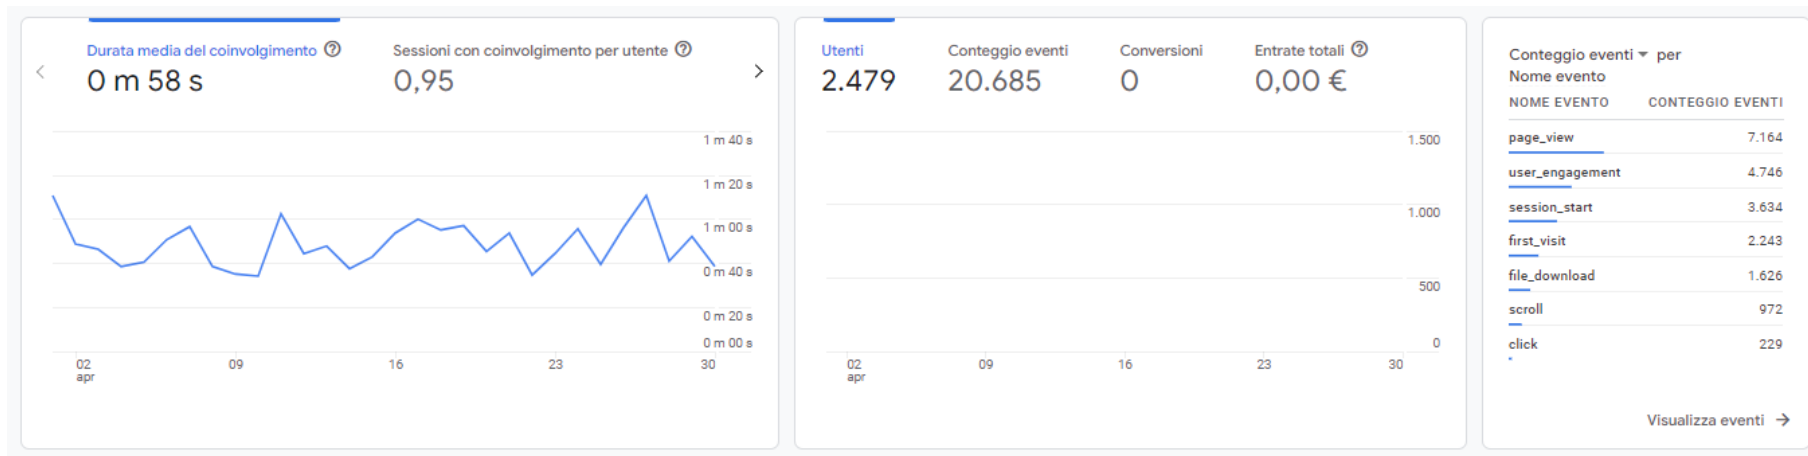 Durata media del coinvolgimento
0 m 58 s
Sessioni con coinvolgimento per utente
0,95
1 m 40 s
1 m 20 s
1 m 00 s
0 m 40 s
0 m 20 s
0 m 00 s
02
apr
09
16
23
30
Utenti
2.479
Conteggio eventi
20.685
Conversioni
0
Entrate totali
0,00 €
1.500
1.000
500
0
02
apr
09
16
23
30
Conteggio eventi per
Nome evento
NOME EVENTO CONTEGGIO EVENTI
page_view 7.164
user_engagement 4.746
session_start 3.634
first_visit 2.243
file_download 1.626
scroll 972
click 229
Visualizza eventi